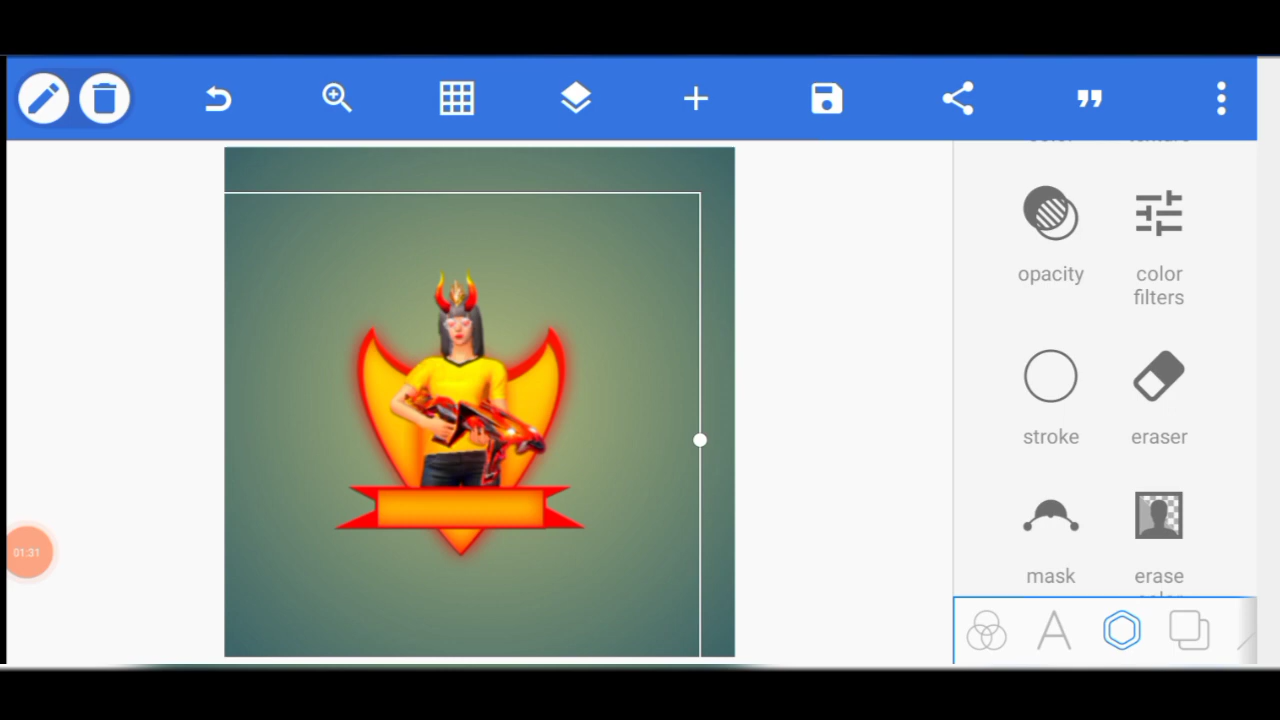 opacity
color
filters
stroke
eraser
mask
erase
01:31